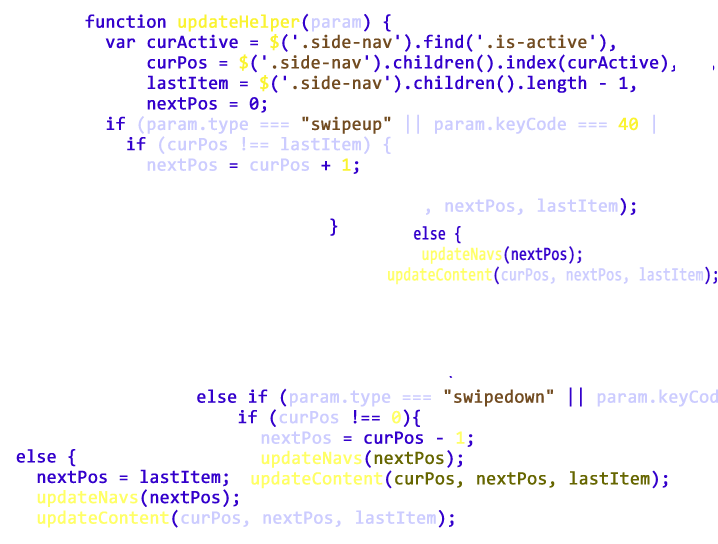 function updateHelper(param) {
var curActive = $('.side-nav').find('.is-active'),
curPos = $('.side-nav').children().index(curActive), ,
lastItem = $('.side-nav').children().length - 1,
nextPos = 0;
if (param.type === "swipeup" || param.keyCode === 40 |
if (curPos !== lastItem) {
nextPos = curPos + 1;
, nextPos, lastItem);
}
else {
updateNavs(nextPos);
updateContent(curPos, nextPos, lastItem);
else if (param.type === "swipedown" || param.keyCod
if (curPos !== 0){
nextPos = curPos - 1;
updateNavs(nextPos);
updateContent(curPos, nextPos, lastItem);
else {
nextPos = lastItem;
updateNavs(nextPos);
updateContent(curPos, nextPos, lastItem);